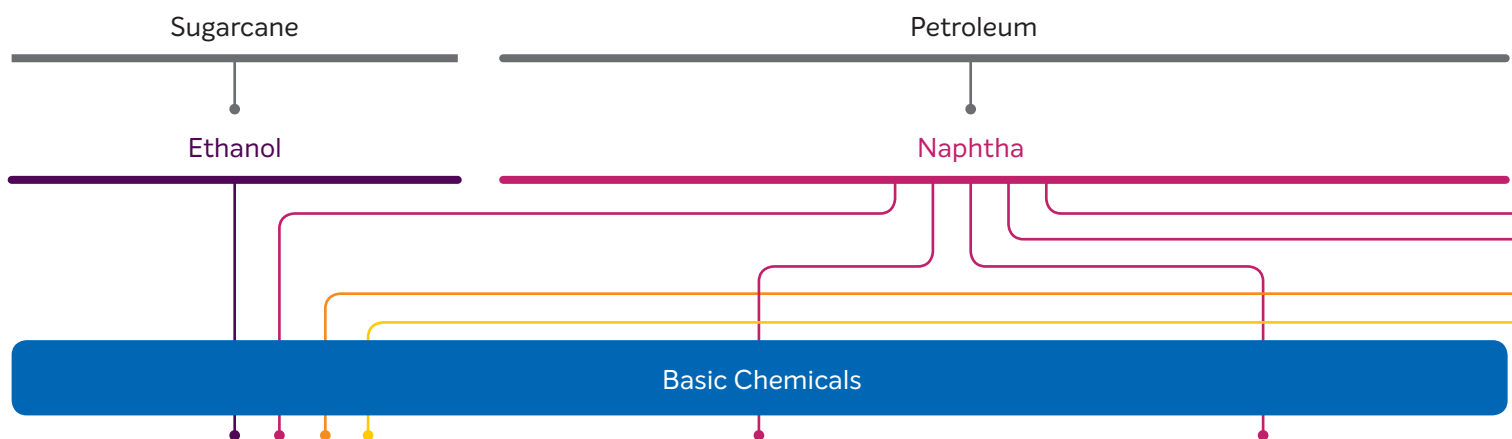 Sugarcane
Petroleum
Ethanol
Naphtha
Basic Chemicals